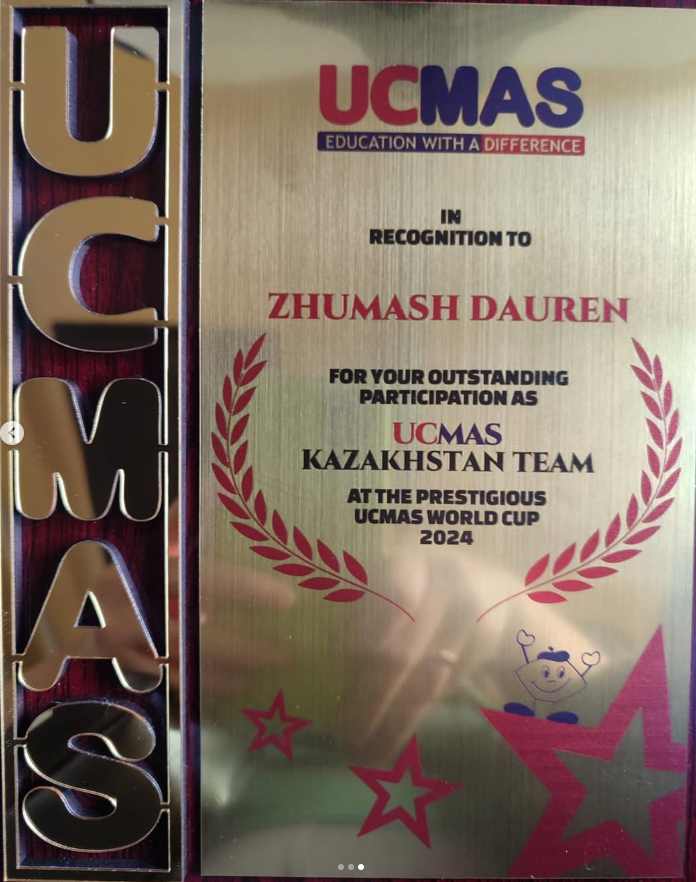 UCMAS
UCMAS
EDUCATION WITH A DIFFERENCE
IN
RECOGNITION TO
ZHUMASH DAUREN
FOR YOUR OUTSTANDING
PARTICIPATION AS
UCMAS
KAZAKHSTAN TEAM
AT THE PRESTIGIOUS
UCMAS WORLD CUP
2024